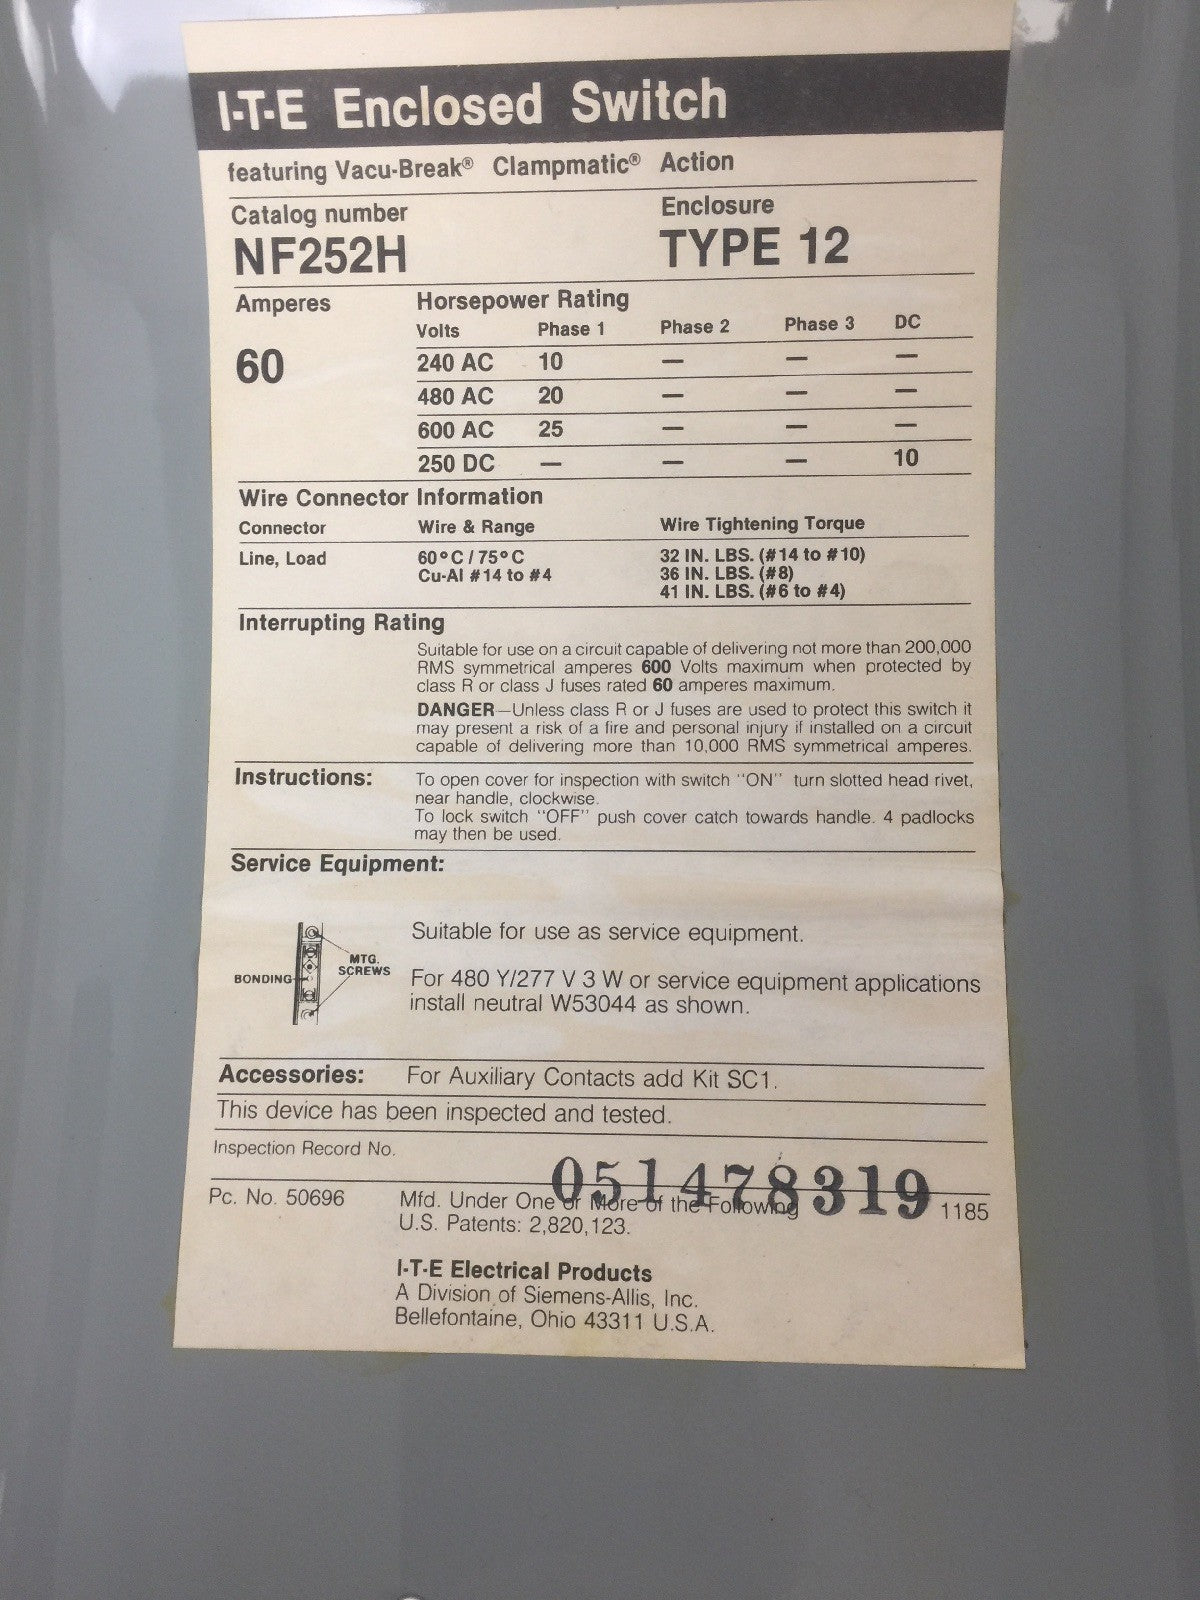 I-T-E Enclosed Switch
featuring Vacu-Break® Clampmatic® Action
Catalog number Enclosure
NF252H TYPE 12
Amperes Horsepower Rating
Volts Phase 1 Phase 2 Phase 3 DC
60 240 AC 10 — — —
480 AC 20 — — —
600 AC 25 — — —
250 DC — — — 10
Wire Connector Information
Connector Wire & Range Wire Tightening Torque
Line, Load 60°C / 75°C 32 IN. LBS. (#14 to #10)
Cu-Al #14 to #4 36 IN. LBS. (#8)
41 IN. LBS. (#6 to #4)
Interrupting Rating
Suitable for use on a circuit capable of delivering not more than 200,000
RMS symmetrical amperes 600 Volts maximum when protected by
class R or class J fuses rated 60 amperes maximum.
DANGER—Unless class R or J fuses are used to protect this switch it
may present a risk of a fire and personal injury if installed on a circuit
capable of delivering more than 10,000 RMS symmetrical amperes.
Instructions: To open cover for inspection with switch "ON" turn slotted head rivet,
near handle, clockwise.
To lock switch "OFF" push cover catch towards handle. 4 padlocks
may then be used.
Service Equipment:
Suitable for use as service equipment.
MTG.
SCREWS
BONDING
For 480 Y/277 V 3 W or service equipment applications
install neutral W53044 as shown.
Accessories: For Auxiliary Contacts add Kit SC1.
This device has been inspected and tested.
Inspection Record No.
051478319
Pc. No. 50696 Mfd. Under One or More of the Following 1185
U.S. Patents: 2,820,123.
I-T-E Electrical Products
A Division of Siemens-Allis, Inc.
Bellefontaine, Ohio 43311 U.S.A.